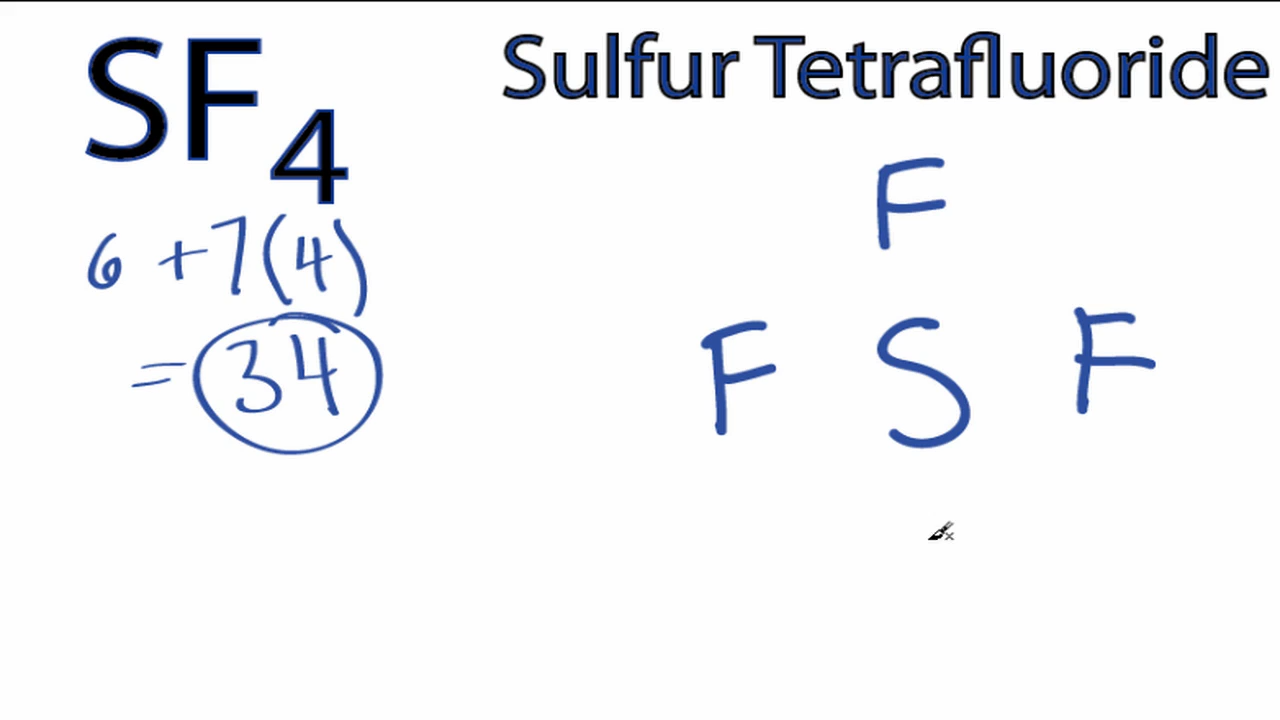 SF4
Sulfur Tetrafluoride
6 + 7(4)
= 34
F
F S F